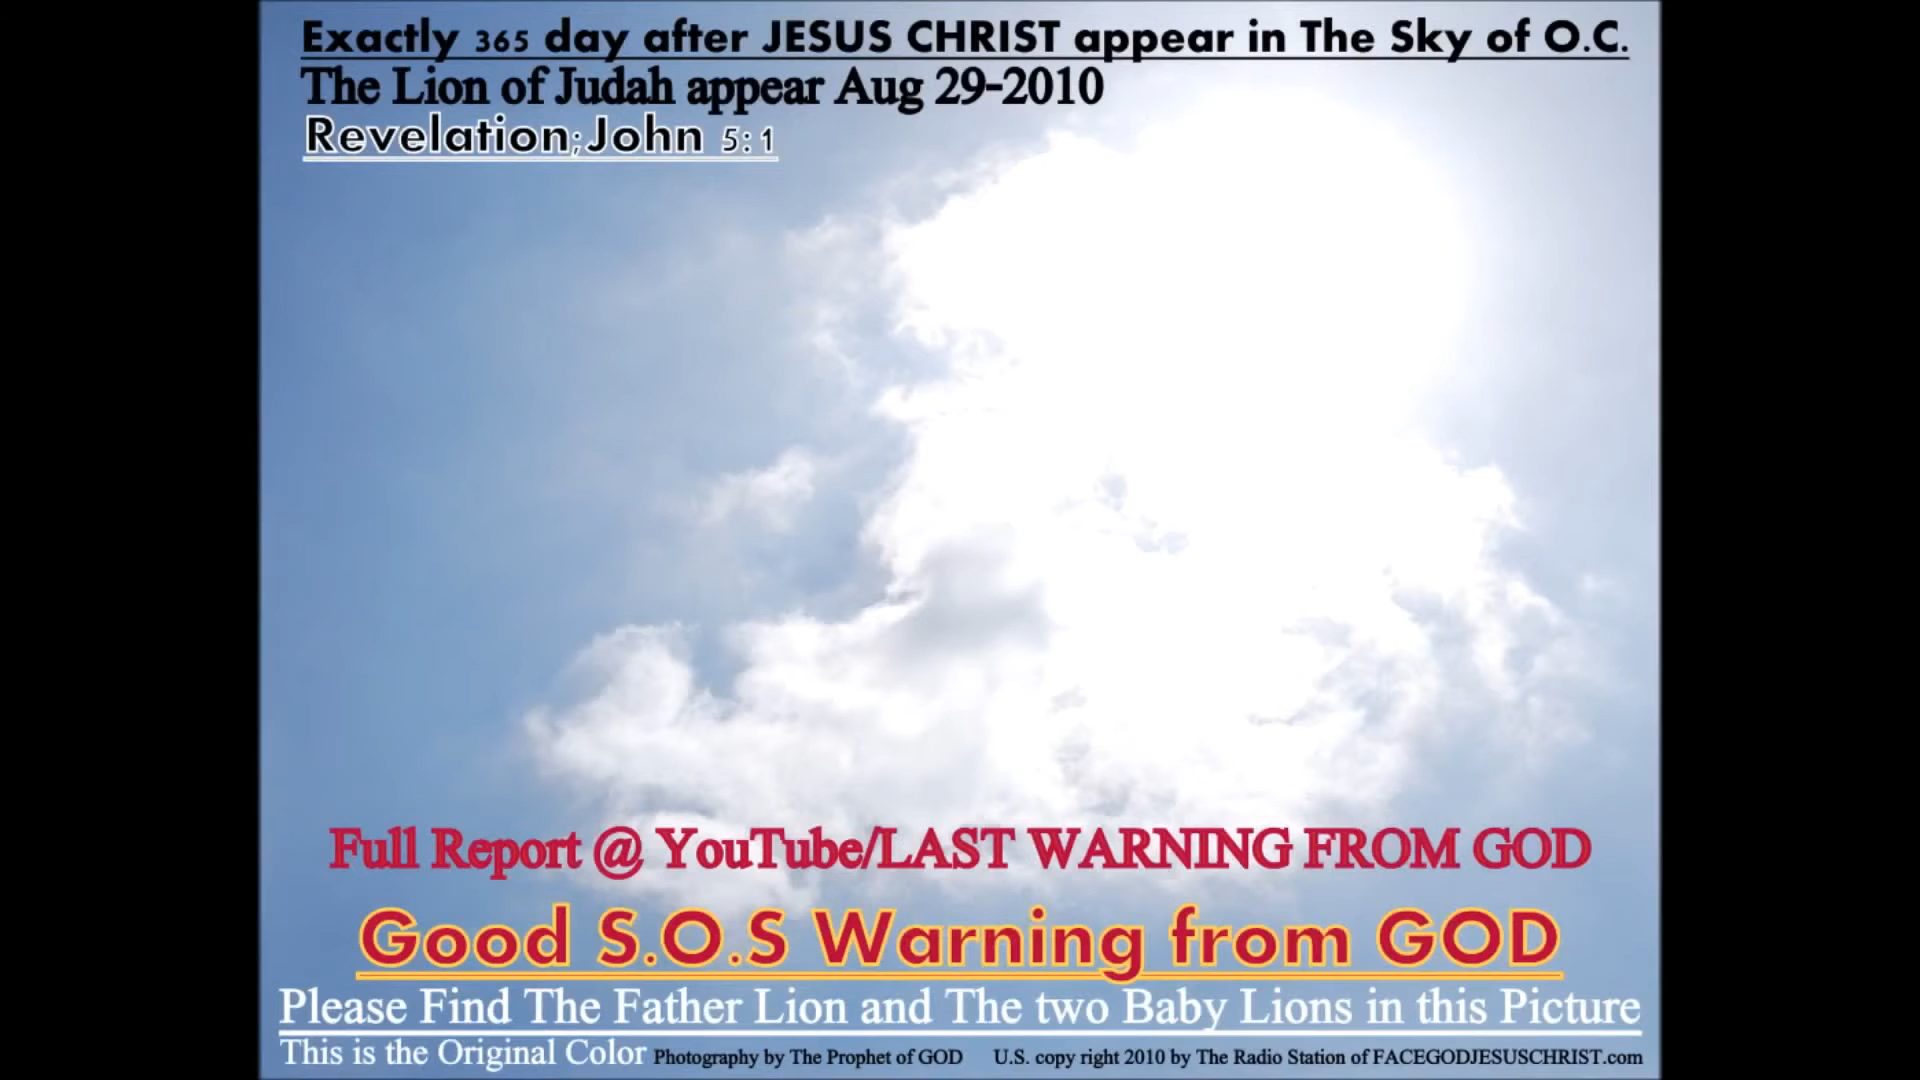 Exactly 365 day after JESUS CHRIST appear in The Sky of O.C.
The Lion of Judah appear Aug 29-2010
Revelation;John 5:1
Full Report @ YouTube/LAST WARNING FROM GOD
Good S.O.S Warning from GOD
Please Find The Father Lion and The two Baby Lions in this Picture
This is the Original Color Photography by The Prophet of GOD U.S. copy right 2010 by The Radio Station of FACEGODJESUSCHRIST.com